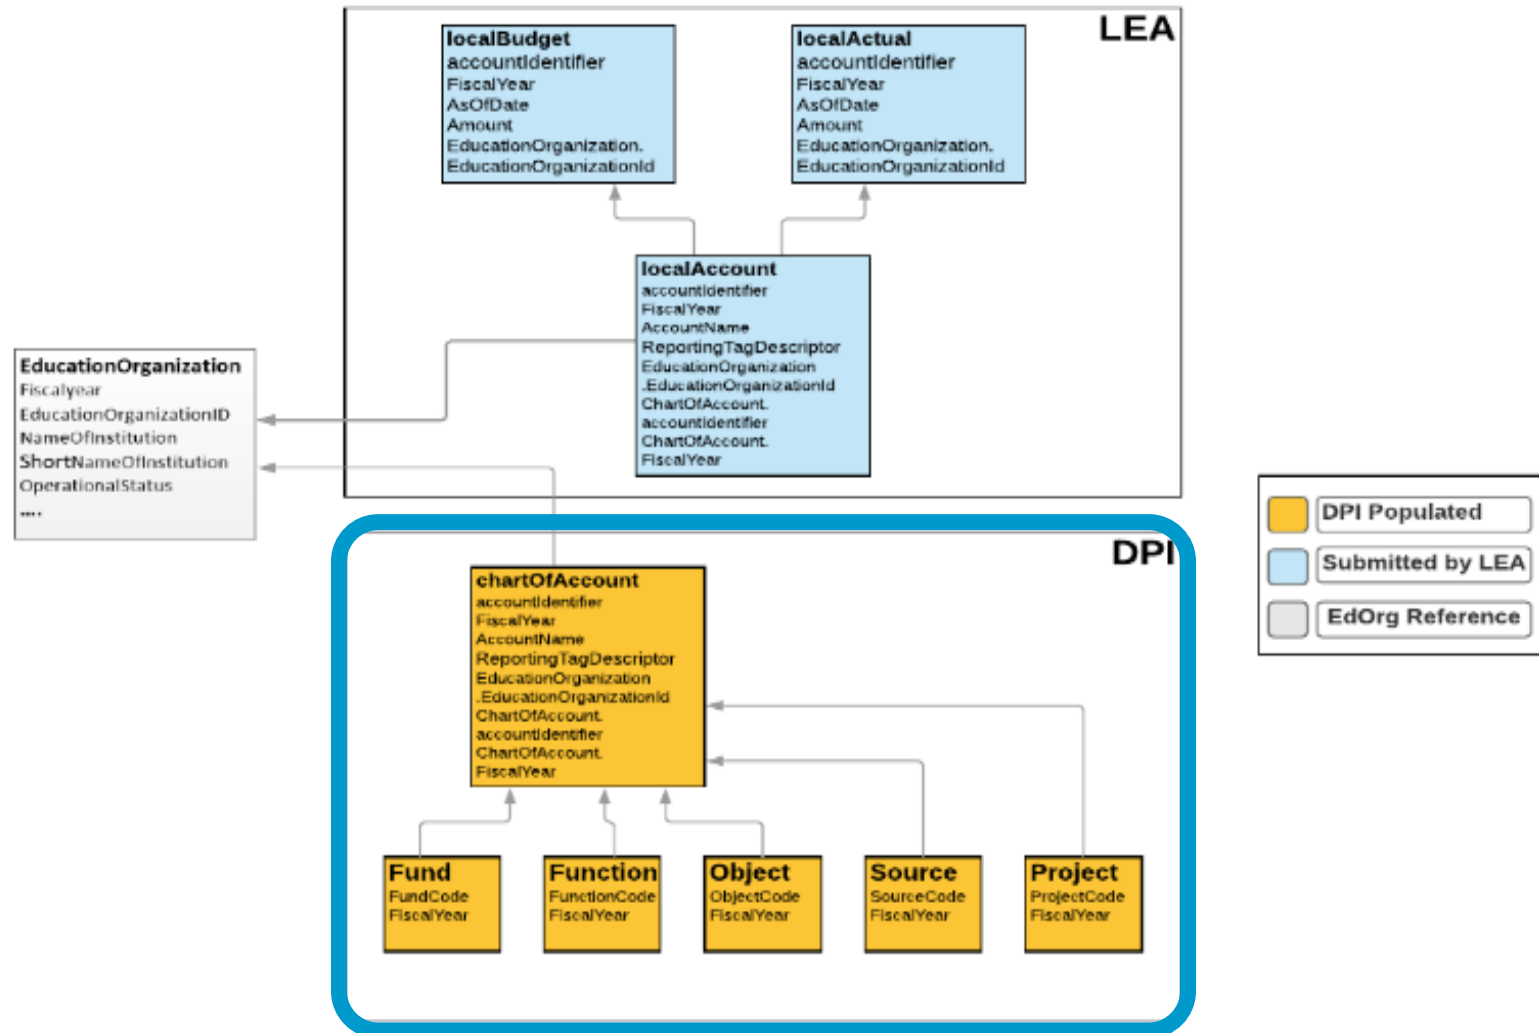 LEA
localBudget
accountIdentifier
FiscalYear
AsOfDate
Amount
EducationOrganization.
EducationOrganizationId
localActual
accountIdentifier
FiscalYear
AsOfDate
Amount
EducationOrganization.
EducationOrganizationId
localAccount
accountIdentifier
FiscalYear
AccountName
ReportingTagDescriptor
EducationOrganization
.EducationOrganizationId
ChartOfAccount.
accountIdentifier
ChartOfAccount.
FiscalYear
EducationOrganization
Fiscalyear
EducationOrganizationID
NameOfInstitution
ShortNameOfInstitution
OperationalStatus
....
DPI Populated
Submitted by LEA
EdOrg Reference
DPI
chartOfAccount
accountIdentifier
FiscalYear
AccountName
ReportingTagDescriptor
EducationOrganization
.EducationOrganizationId
ChartOfAccount.
accountIdentifier
ChartOfAccount.
FiscalYear
Fund
FundCode
FiscalYear
Function
FunctionCode
FiscalYear
Object
ObjectCode
FiscalYear
Source
SourceCode
FiscalYear
Project
ProjectCode
FiscalYear